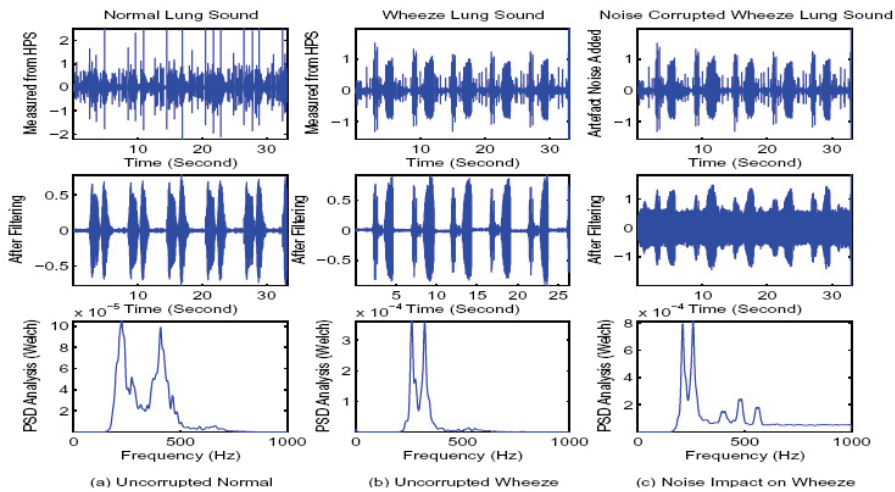 Normal Lung Sound
Measured from HPS
2
1
0
−1
−2
10 20 30
Time (Second)
After Filtering
0.5
0
−0.5
10 20 30
Time (Second)
× 10⁻⁵
PSD Analysis (Welch)
10
8
6
4
2
0 500 1000
Frequency (Hz)
(a) Uncorrupted Normal
Wheeze Lung Sound
Measured from HPS
1
0
−1
10 20 30
Time (Second)
After Filtering
0.5
0
−0.5
5 10 15 20 25
Time (Second)
× 10⁻⁴
PSD Analysis (Welch)
3
2
1
0 500 1000
Frequency (Hz)
(b) Uncorrupted Wheeze
Noise Corrupted Wheeze Lung Sound
Artefact Noise Added
1
0
−1
10 20 30
Time (Second)
After Filtering
1
0
−1
10 20 30
Time (Second)
× 10⁻⁴
PSD Analysis (Welch)
8
6
4
2
0 500 1000
Frequency (Hz)
(c) Noise Impact on Wheeze